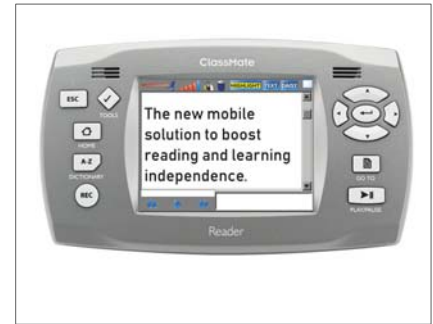 ClassMate
HIGHLIGHT TEXT
ESC
TOOLS
HOME
A-Z
DICTIONARY
REC
The new mobile
solution to boost
reading and learning
independence.
GO TO
PLAY/PAUSE
Reader